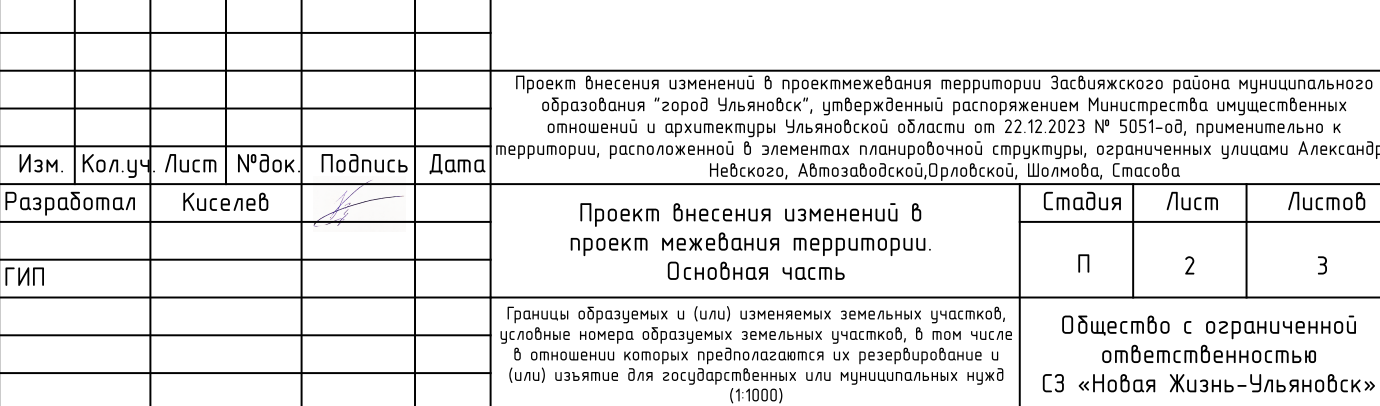 Проект внесения изменений в проектмежевания территории Засвияжского района муниципального
образования "город Ульяновск", утвержденный распоряжением Министрества имущественных
отношений и архитектуры Ульяновской области от 22.12.2023 № 5051-од, применительно к
территории, расположенной в элементах планировочной структуры, ограниченных улицами Александр
Невского, Автозаводской,Орловской, Шолмова, Стасова
Изм. Кол.уч. Лист №док. Подпись Дата
Разработал Киселев
ГИП
Проект внесения изменений в
проект межевания территории.
Основная часть
Стадия Лист Листов
П 2 3
Границы образуемых и (или) изменяемых земельных участков,
условные номера образуемых земельных участков, в том числе
в отношении которых предполагаются их резервирование и
(или) изъятие для государственных или муниципальных нужд
(1:1000)
Общество с ограниченной
ответственностью
СЗ «Новая Жизнь-Ульяновск»